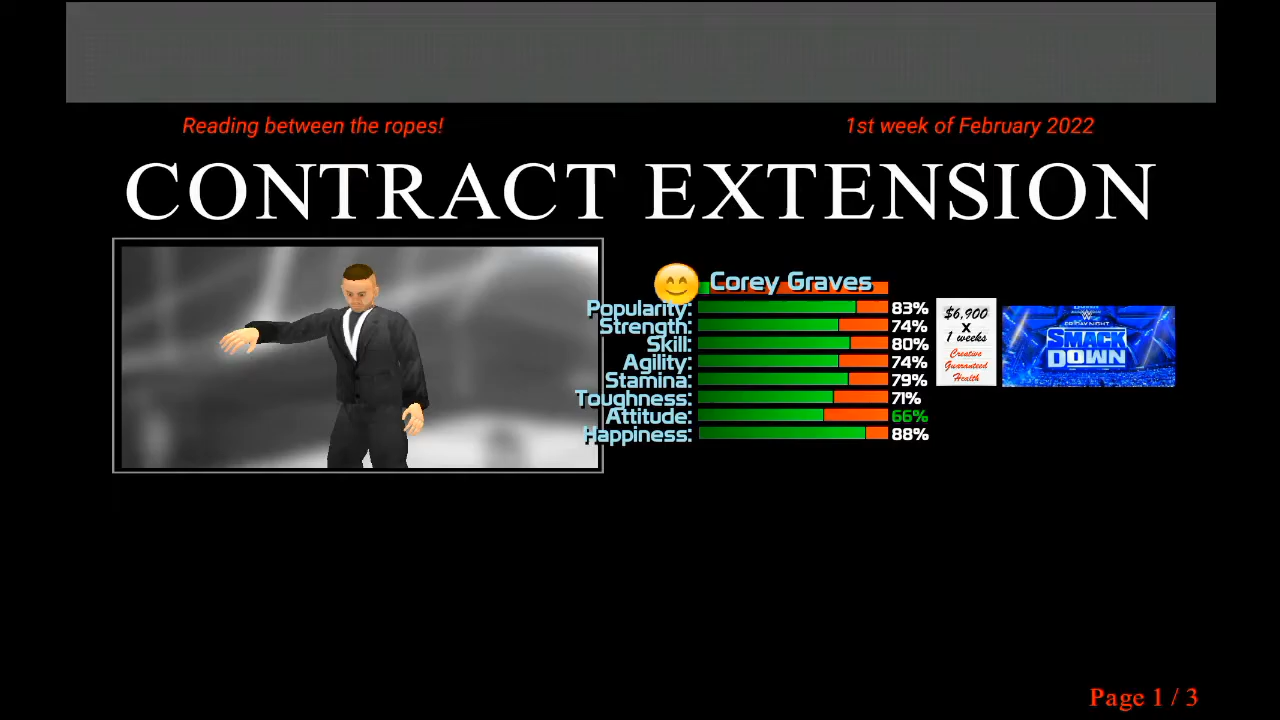 Reading between the ropes!
1st week of February 2022
CONTRACT EXTENSION
Corey Graves
Popularity: 83%
Strength: 74%
Skill: 80%
Agility: 74%
Stamina: 79%
Toughness: 71%
Attitude: 66%
Happiness: 88%
$6,900
X
1 weeks
Creative
Guaranteed
Health
FRIDAY NIGHT
SMACK
DOWN
Page 1 / 3